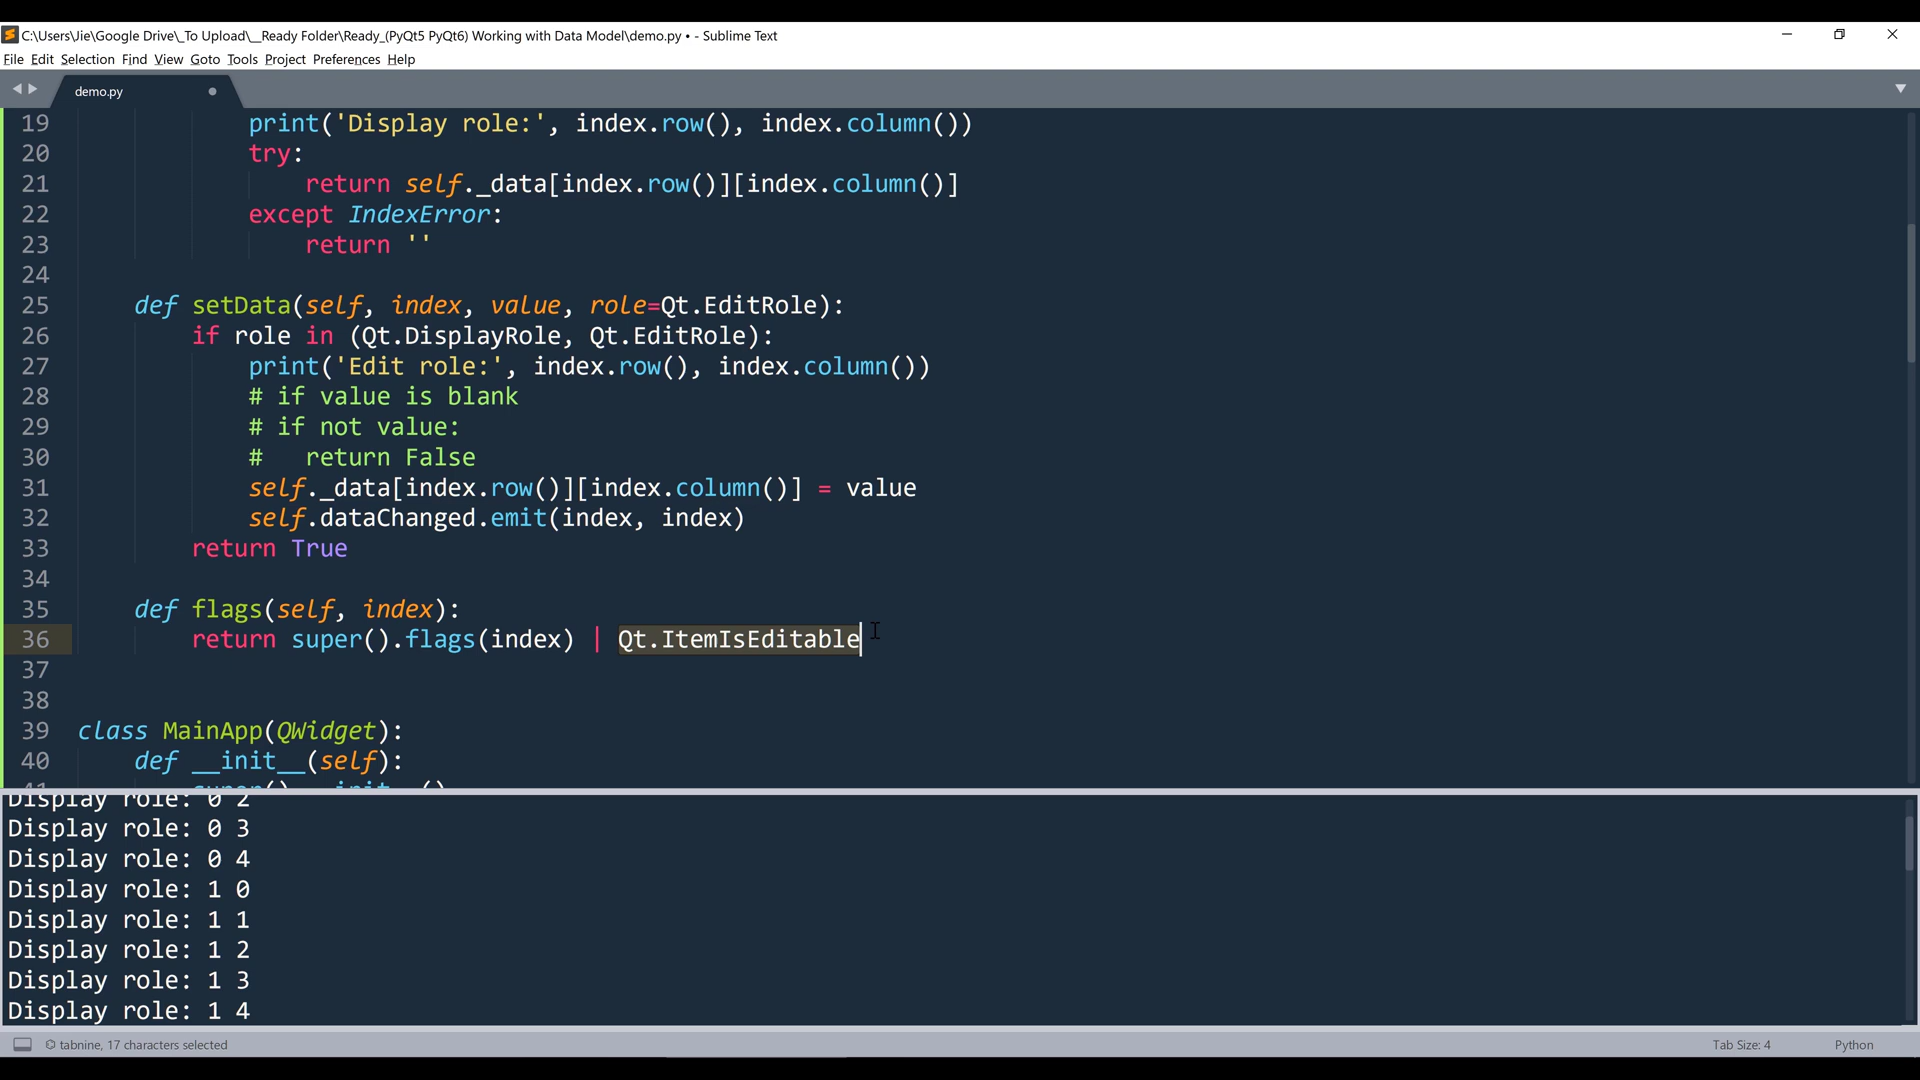 C:\Users\Jie\Google Drive\_To Upload\__Ready Folder\Ready_(PyQt5 PyQt6) Working with Data Model\demo.py • - Sublime Text
File Edit Selection Find View Goto Tools Project Preferences Help
demo.py
19 print('Display role:', index.row(), index.column())
20 try:
21 return self._data[index.row()][index.column()]
22 except IndexError:
23 return ''
24
25 def setData(self, index, value, role=Qt.EditRole):
26 if role in (Qt.DisplayRole, Qt.EditRole):
27 print('Edit role:', index.row(), index.column())
28 # if value is blank
29 # if not value:
30 #   return False
31 self._data[index.row()][index.column()] = value
32 self.dataChanged.emit(index, index)
33 return True
34
35 def flags(self, index):
36 return super().flags(index) | Qt.ItemIsEditable
37
38
39 class MainApp(QWidget):
40 def __init__(self):
41 super().__init__()
Display role: 0 2
Display role: 0 3
Display role: 0 4
Display role: 1 0
Display role: 1 1
Display role: 1 2
Display role: 1 3
Display role: 1 4
tabnine, 17 characters selected
Tab Size: 4
Python